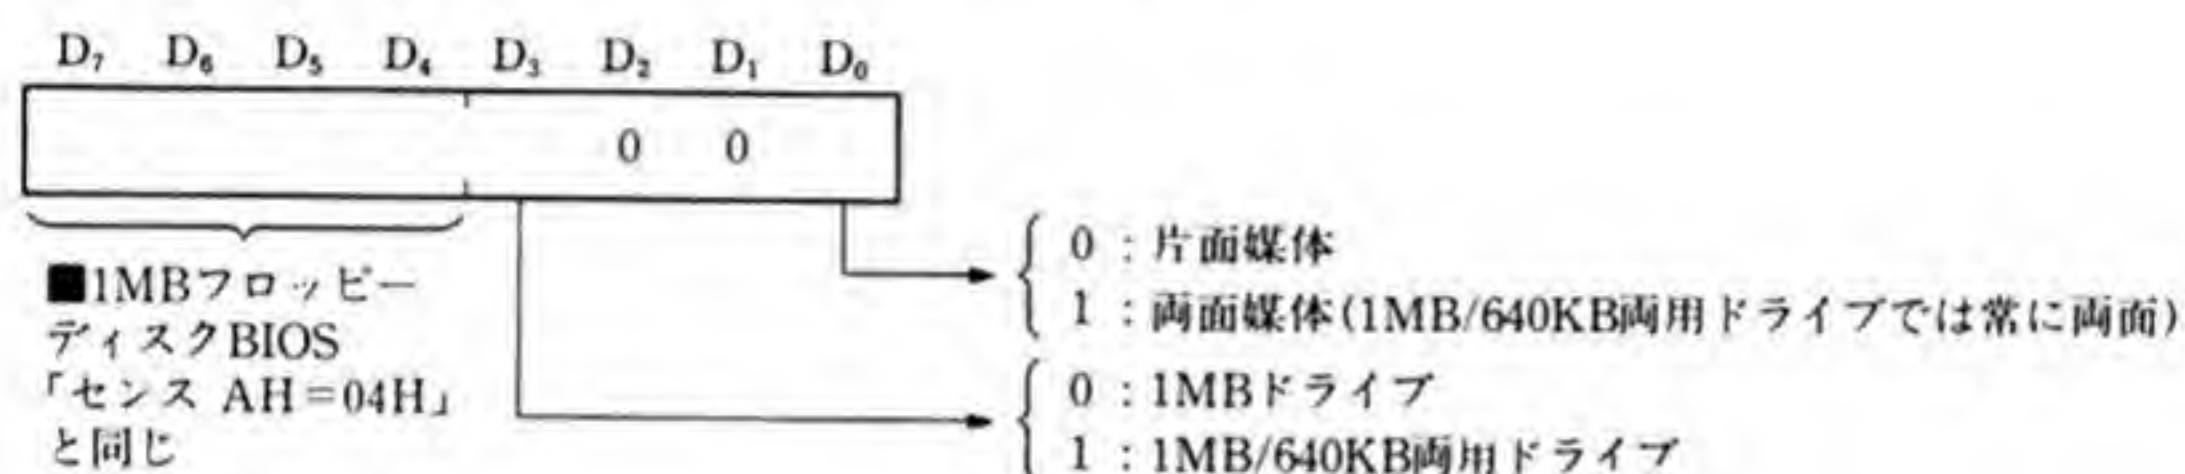 D₇ D₆ D₅ D₄ D₃ D₂ D₁ D₀
0 0
■1MBフロッピー
ディスクBIOS
「センス AH=04H」
と同じ
0：片面媒体
1：両面媒体(1MB/640KB両用ドライブでは常に両面)
0：1MBドライブ
1：1MB/640KB両用ドライブ